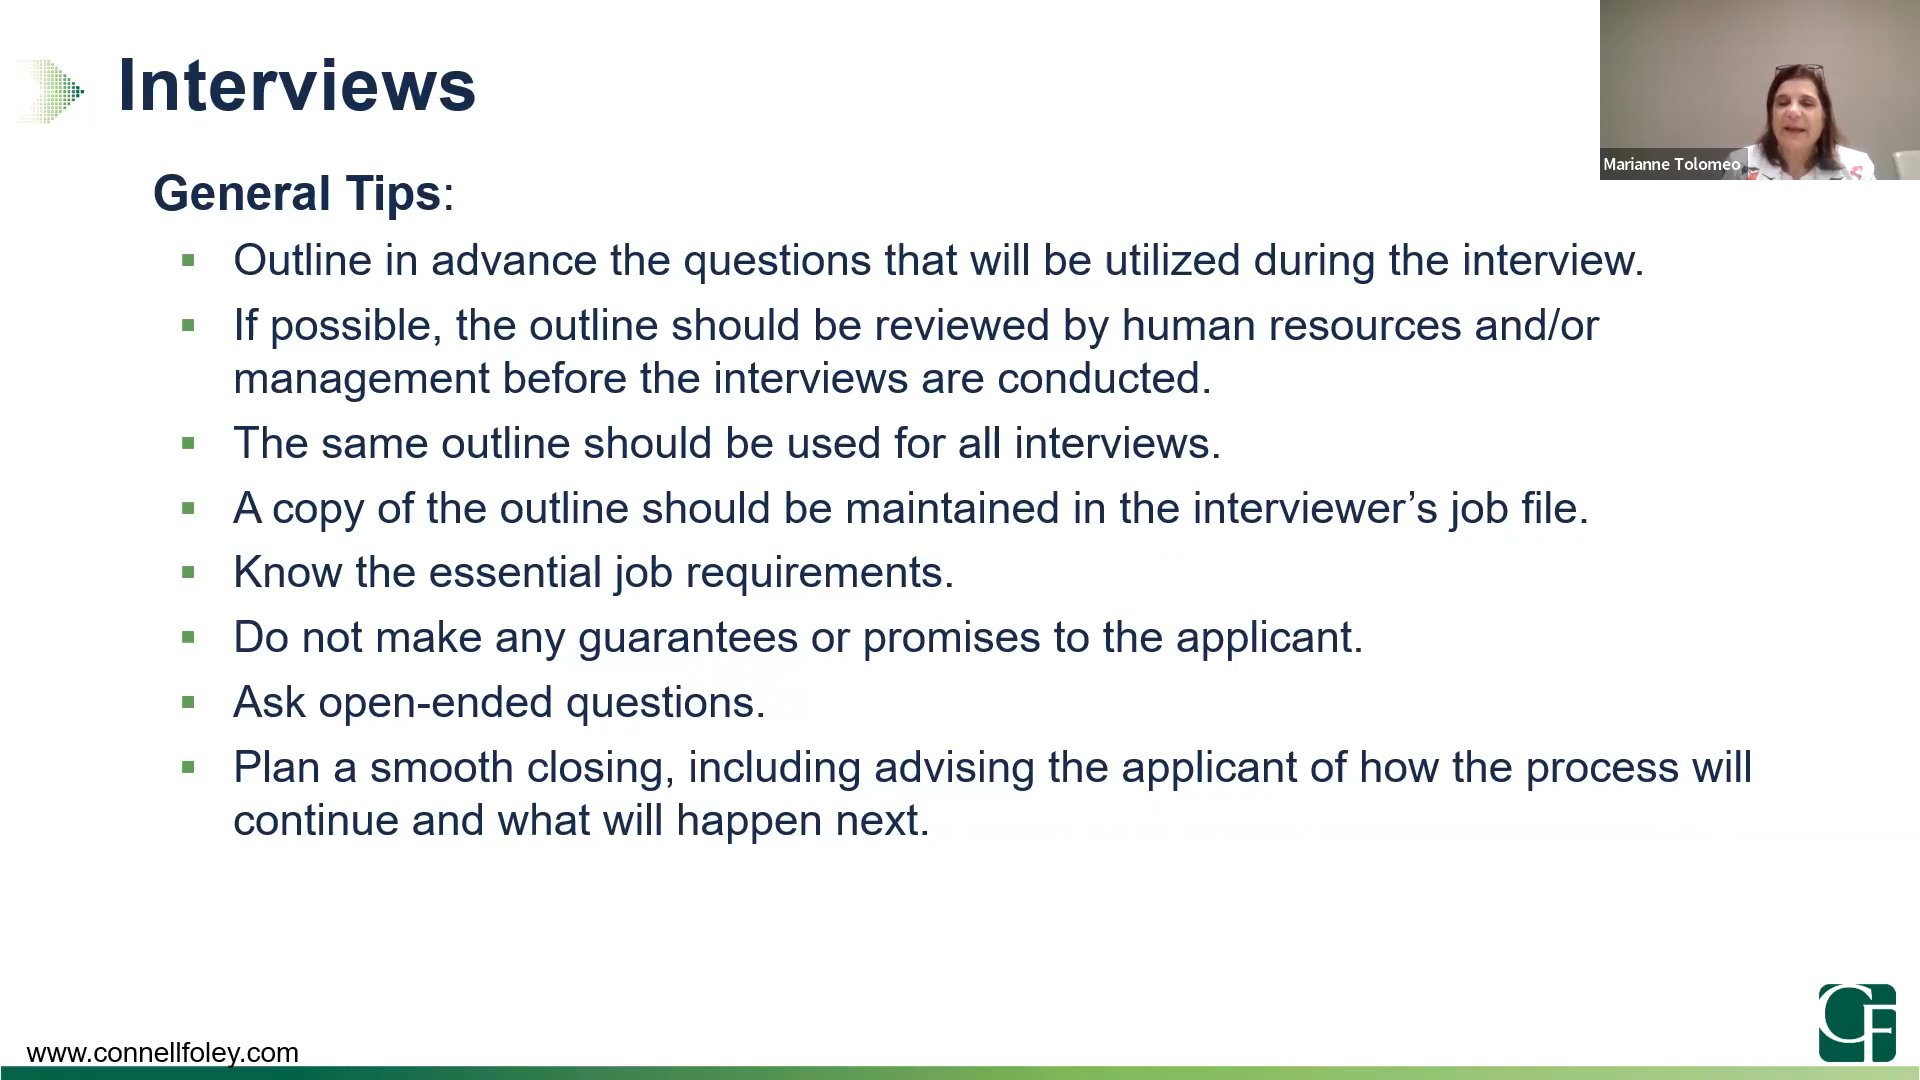 Interviews
Marianne Tolomeo
General Tips:
Outline in advance the questions that will be utilized during the interview.
If possible, the outline should be reviewed by human resources and/or
management before the interviews are conducted.
The same outline should be used for all interviews.
A copy of the outline should be maintained in the interviewer’s job file.
Know the essential job requirements.
Do not make any guarantees or promises to the applicant.
Ask open-ended questions.
Plan a smooth closing, including advising the applicant of how the process will
continue and what will happen next.
CF
www.connellfoley.com